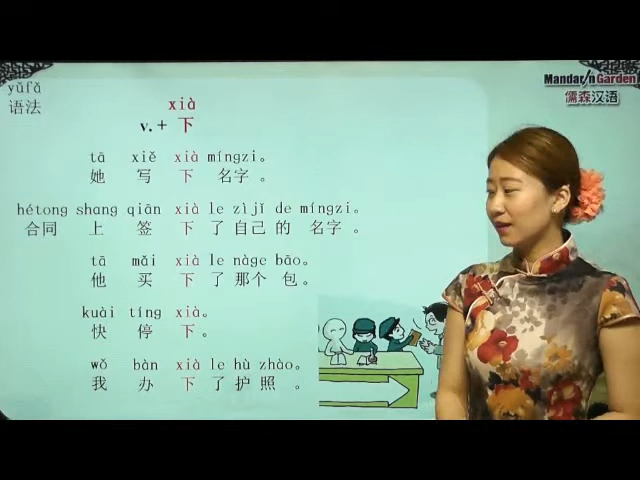 yǔfǎ
语法
Mandarin Garden
儒森汉语
xià
v. + 下
tā xiě xià míngzi。
她 写 下 名字 。
hétong shang qiān xià le zìjǐ de míngzi。
合同 上 签 下 了 自己 的 名字 。
tā mǎi xià le nàge bāo。
他 买 下 了 那个 包。
kuài tíng xià。
快 停 下 。
wǒ bàn xià le hù zhào。
我 办 下 了 护 照 。